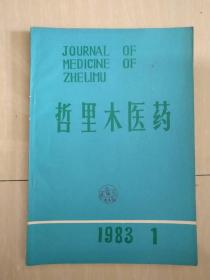 JOURNAL OF
MEDICINE OF
ZHELIMU
哲里木医药
1983 1